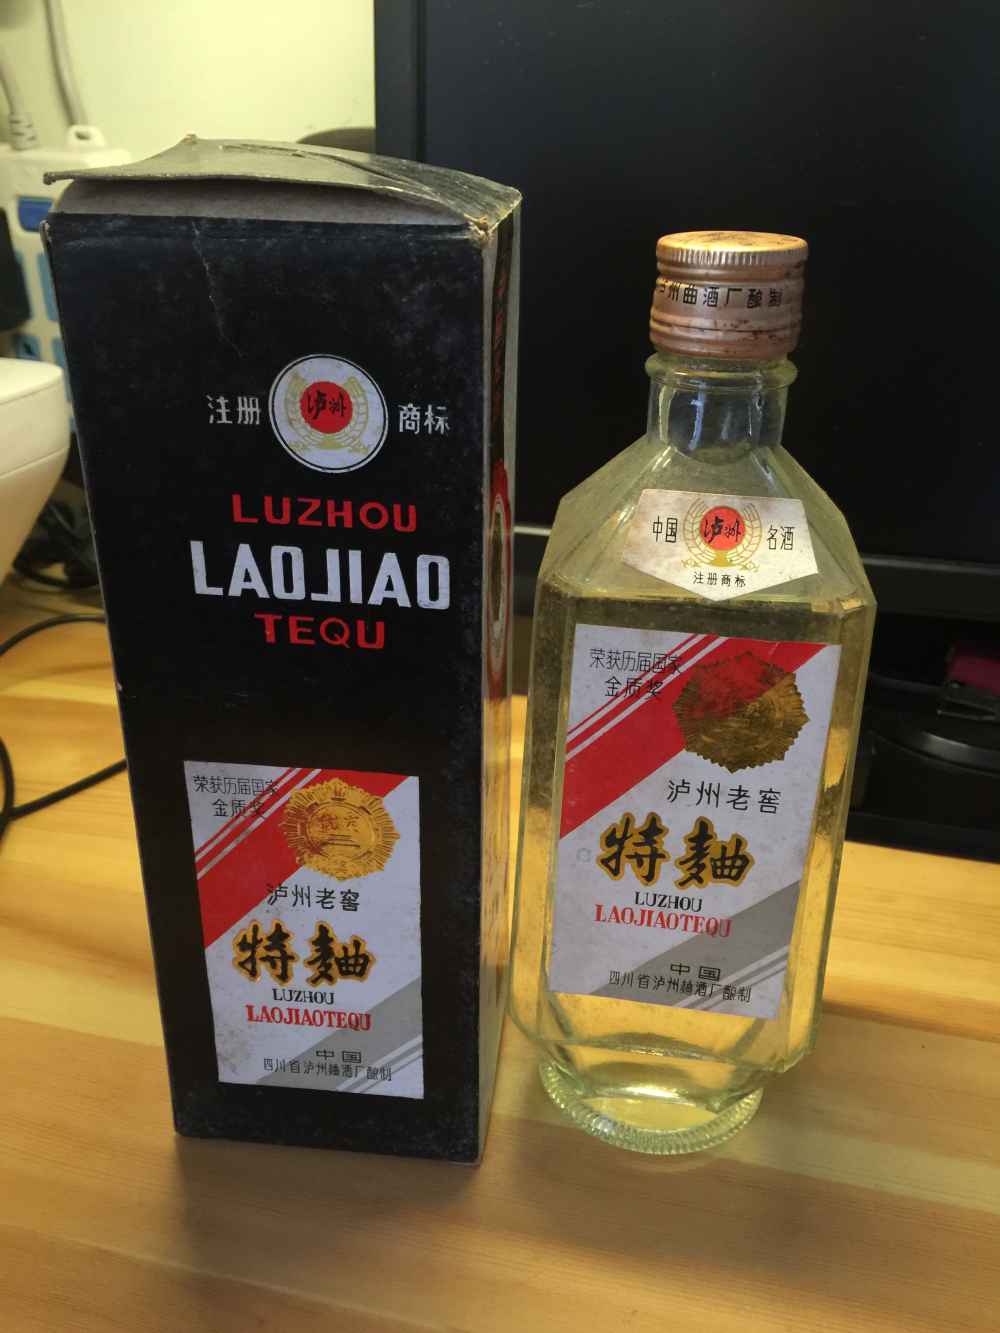 注册 泸州 商标
LUZHOU
LAOJIAO
TEQU
荣获历届国家
金质奖
泸州老窖
特麯
LUZHOU
LAOJIAOTEQU
中国
四川省泸州麯酒厂酿制
州曲酒厂酿制
中国 泸州 名酒
注册商标
荣获历届国家
金质奖
泸州老窖
特麯
LUZHOU
LAOJIAOTEQU
中国
四川省泸州麯酒厂酿制